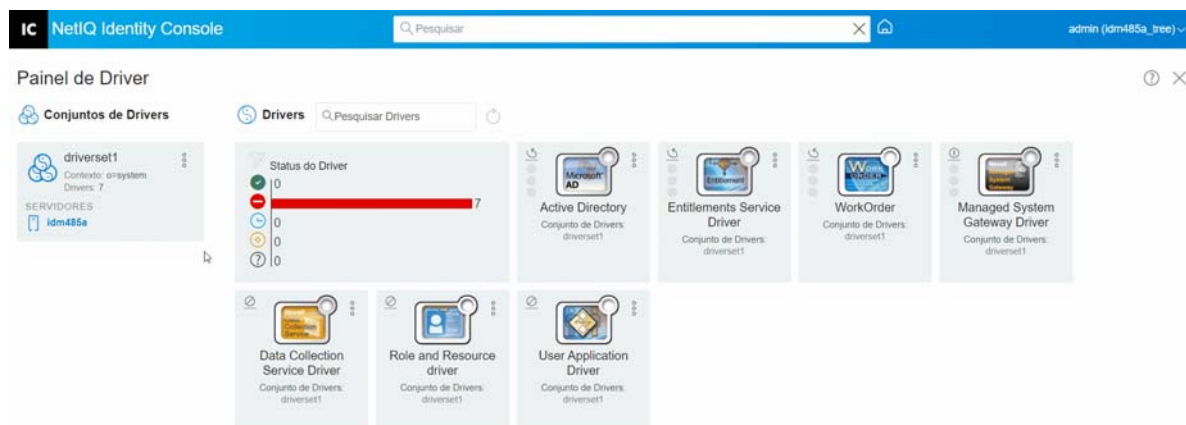 IC NetIQ Identity Console
Pesquisar
admin (idm485a_tree)
Painel de Driver
Conjuntos de Drivers
Drivers
Pesquisar Drivers
driverset1
Contexto: o=system
Drivers: 7
SERVIDORES
idm485a
Status do Driver
0
7
0
0
0
Microsoft AD
Active Directory
Conjunto de Drivers:
driverset1
Entitlement
Entitlements Service
Driver
Conjunto de Drivers:
driverset1
WORK ORDER
WorkOrder
Conjunto de Drivers:
driverset1
Managed System
Gateway Driver
Conjunto de Drivers:
driverset1
Data Collection
Service Driver
Conjunto de Drivers:
driverset1
Role and Resource
driver
Conjunto de Drivers:
driverset1
User Application
Driver
Conjunto de Drivers:
driverset1